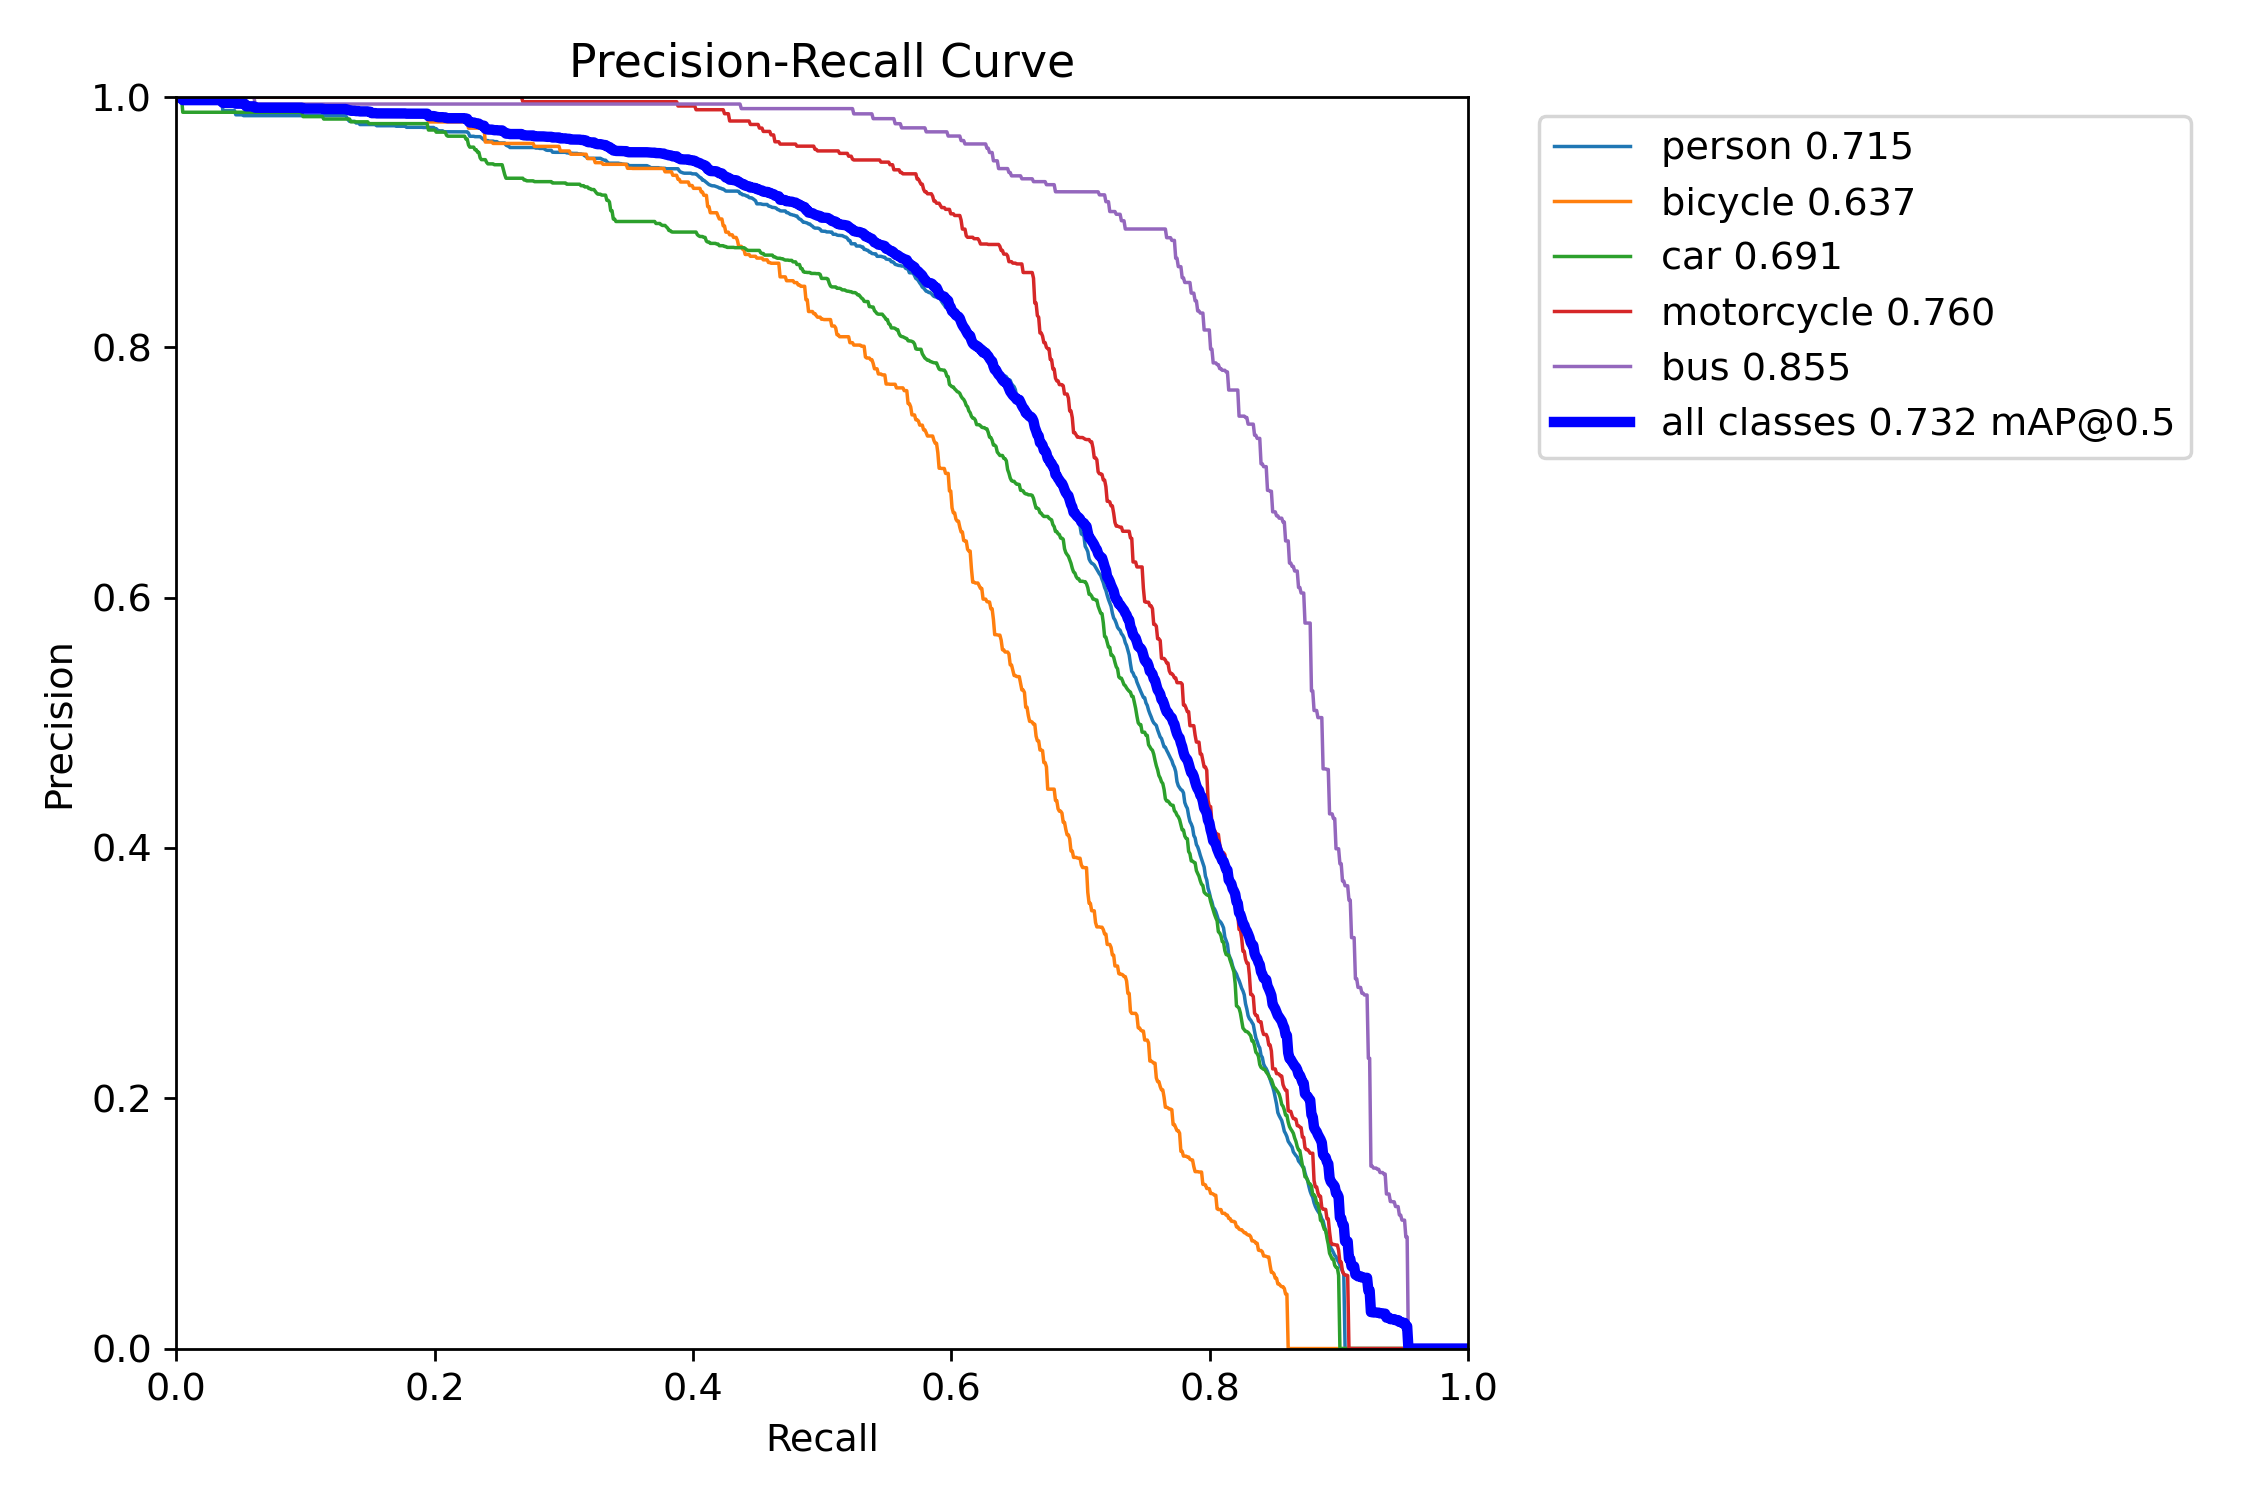 Precision-Recall Curve
1.0
0.8
0.6
0.4
0.2
0.0
Precision
0.0 0.2 0.4 0.6 0.8 1.0
Recall
person 0.715
bicycle 0.637
car 0.691
motorcycle 0.760
bus 0.855
all classes 0.732 mAP@0.5